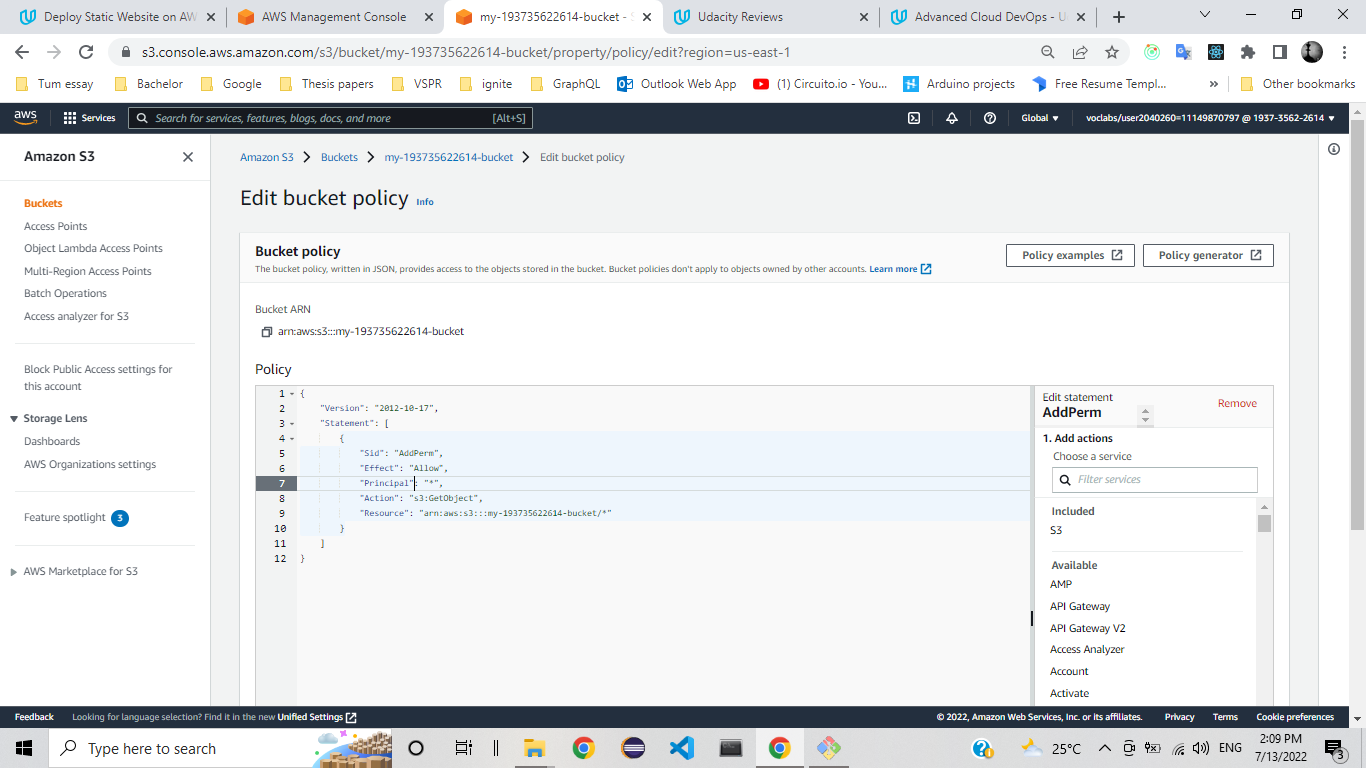 Deploy Static Website on AW
AWS Management Console
my-193735622614-bucket - S
Udacity Reviews
Advanced Cloud DevOps - U
s3.console.aws.amazon.com/s3/bucket/my-193735622614-bucket/property/policy/edit?region=us-east-1
Tum essay Bachelor Google Thesis papers VSPR ignite GraphQL Outlook Web App (1) Circuito.io - You... Arduino projects Free Resume Templ... » Other bookmarks
aws Services Search for services, features, blogs, docs, and more [Alt+S] Global voclabs/user2040260=11149870797 @ 1937-3562-2614
Amazon S3
Buckets
Access Points
Object Lambda Access Points
Multi-Region Access Points
Batch Operations
Access analyzer for S3
Block Public Access settings for
this account
Storage Lens
Dashboards
AWS Organizations settings
Feature spotlight 3
AWS Marketplace for S3
Amazon S3 Buckets my-193735622614-bucket Edit bucket policy
Edit bucket policy Info
Bucket policy
The bucket policy, written in JSON, provides access to the objects stored in the bucket. Bucket policies don't apply to objects owned by other accounts. Learn more
Policy examples
Policy generator
Bucket ARN
arn:aws:s3:::my-193735622614-bucket
Policy
1 {
2 "Version": "2012-10-17",
3 "Statement": [
4 {
5 "Sid": "AddPerm",
6 "Effect": "Allow",
7 "Principal": "*",
8 "Action": "s3:GetObject",
9 "Resource": "arn:aws:s3:::my-193735622614-bucket/*"
10 }
11 ]
12 }
Edit statement
AddPerm
Remove
1. Add actions
Choose a service
Filter services
Included
S3
Available
AMP
API Gateway
API Gateway V2
Access Analyzer
Account
Activate
Feedback Looking for language selection? Find it in the new Unified Settings © 2022, Amazon Web Services, Inc. or its affiliates. Privacy Terms Cookie preferences
Type here to search
25°C
ENG
2:09 PM
7/13/2022
3